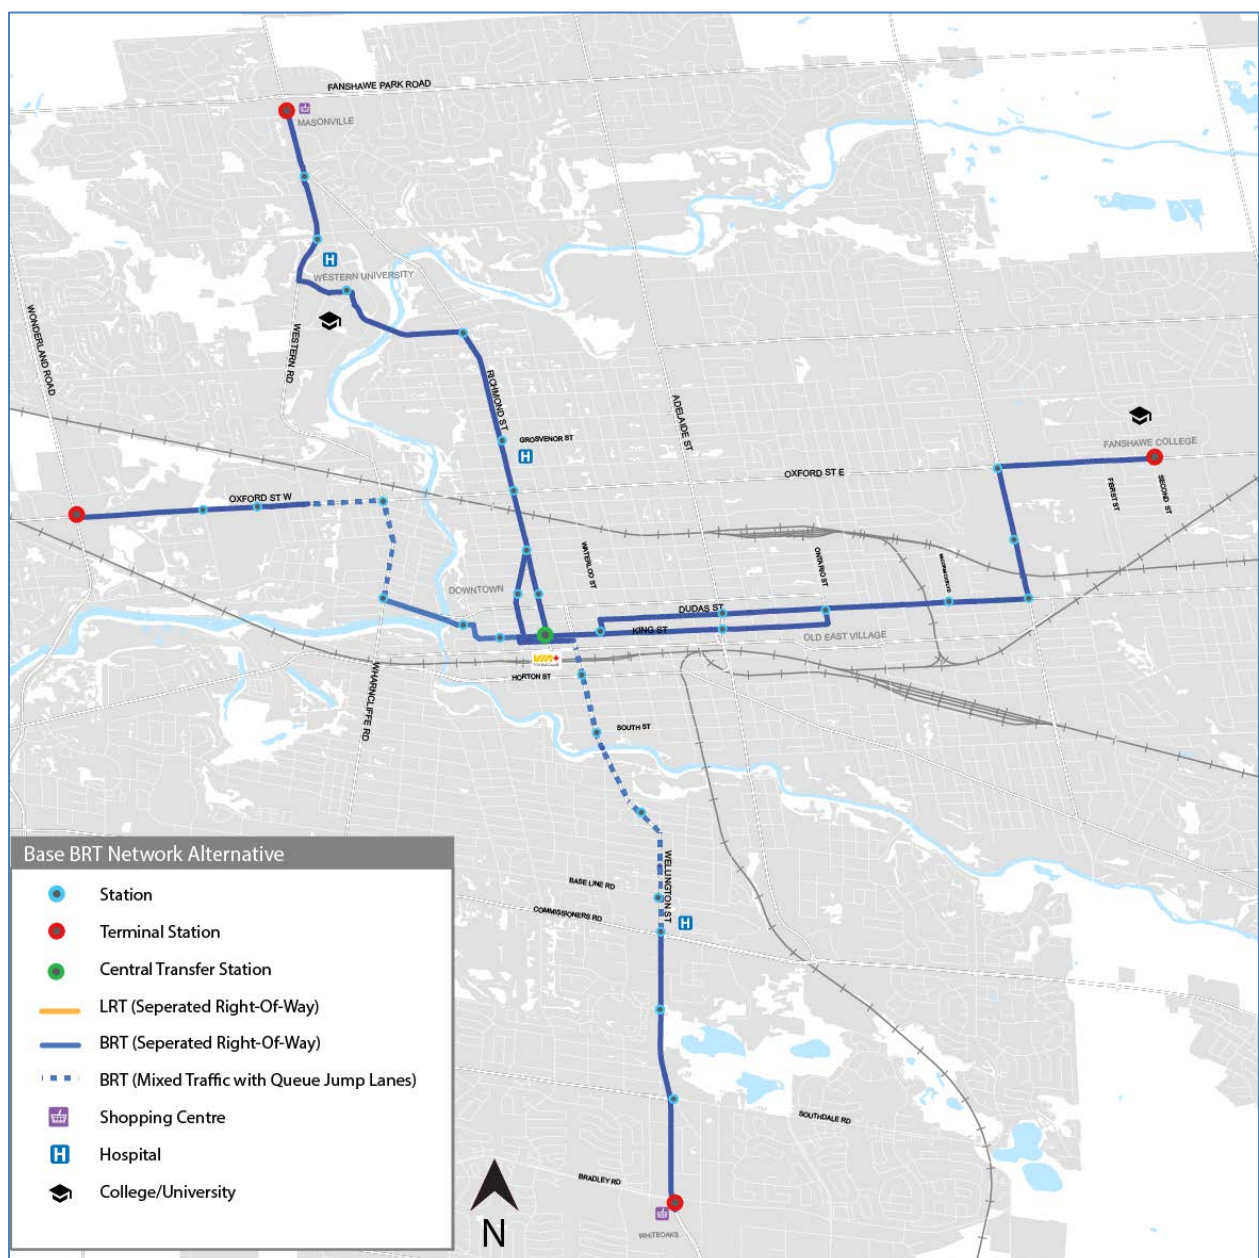 FANSHAWE PARK ROAD
MASONVILLE
H
WESTERN UNIVERSITY
WONDERLAND ROAD
WESTERN RD
RICHMOND ST
ADELAIDE ST
GROSVENOR ST
H
FANSHAWE COLLEGE
OXFORD ST E
FIRST ST
SECOND ST
OXFORD ST W
WATERLOO ST
ONTARIO ST
DOWNTOWN
DUDAS ST
KING ST
OLD EAST VILLAGE
HORTON ST
WHARNCLIFFE RD
SOUTH ST
WELLINGTON ST
BASE LINE RD
COMMISSIONERS RD
H
SOUTHDALE RD
BRADLEY RD
WHITEOAKS
Base BRT Network Alternative
Station
Terminal Station
Central Transfer Station
LRT (Seperated Right-Of-Way)
BRT (Seperated Right-Of-Way)
BRT (Mixed Traffic with Queue Jump Lanes)
Shopping Centre
H Hospital
College/University
N